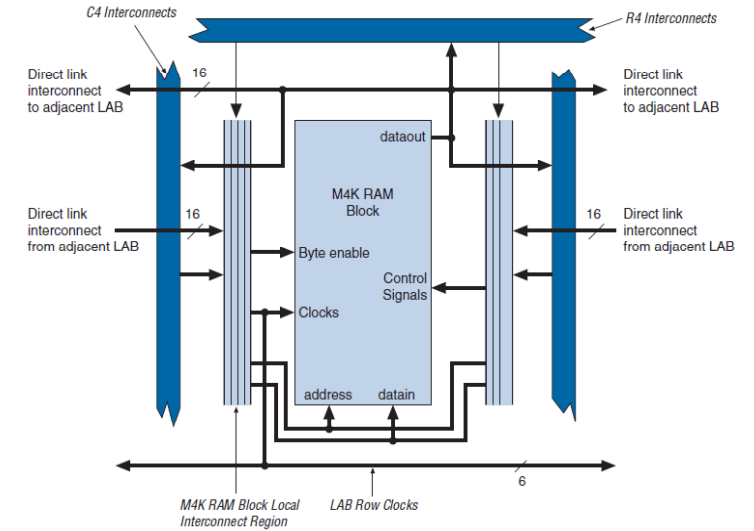 C4 Interconnects
R4 Interconnects
Direct link
interconnect
to adjacent LAB
16
Direct link
interconnect
to adjacent LAB
dataout
M4K RAM
Block
Direct link
interconnect
from adjacent LAB
16
16
Direct link
interconnect
from adjacent LAB
Byte enable
Control
Signals
Clocks
address
datain
6
M4K RAM Block Local
Interconnect Region
LAB Row Clocks